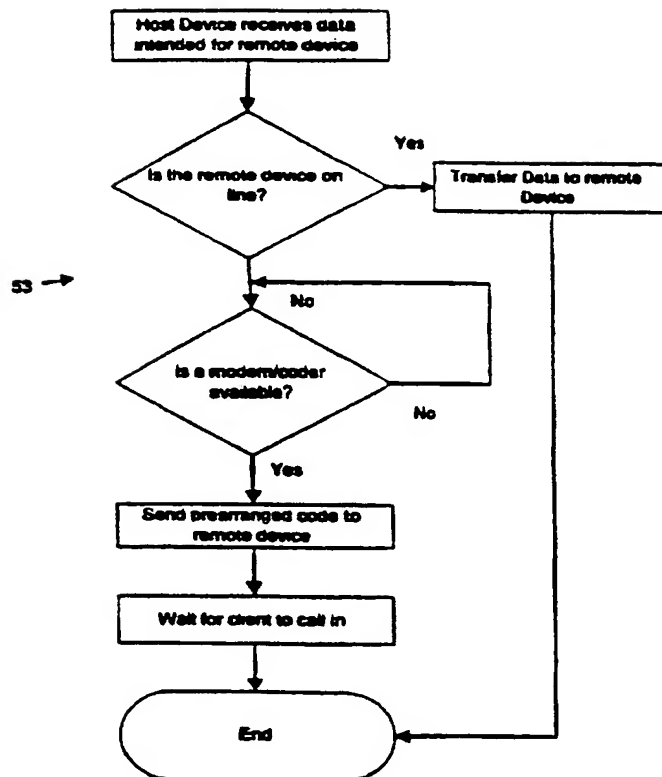 Host Device receives data
intended for remote device
Is the remote device on
line?
Yes
Transfer Data to remote
Device
53
No
Is a modem/coder
available?
No
Yes
Send prearranged code to
remote device
Wait for client to call in
End